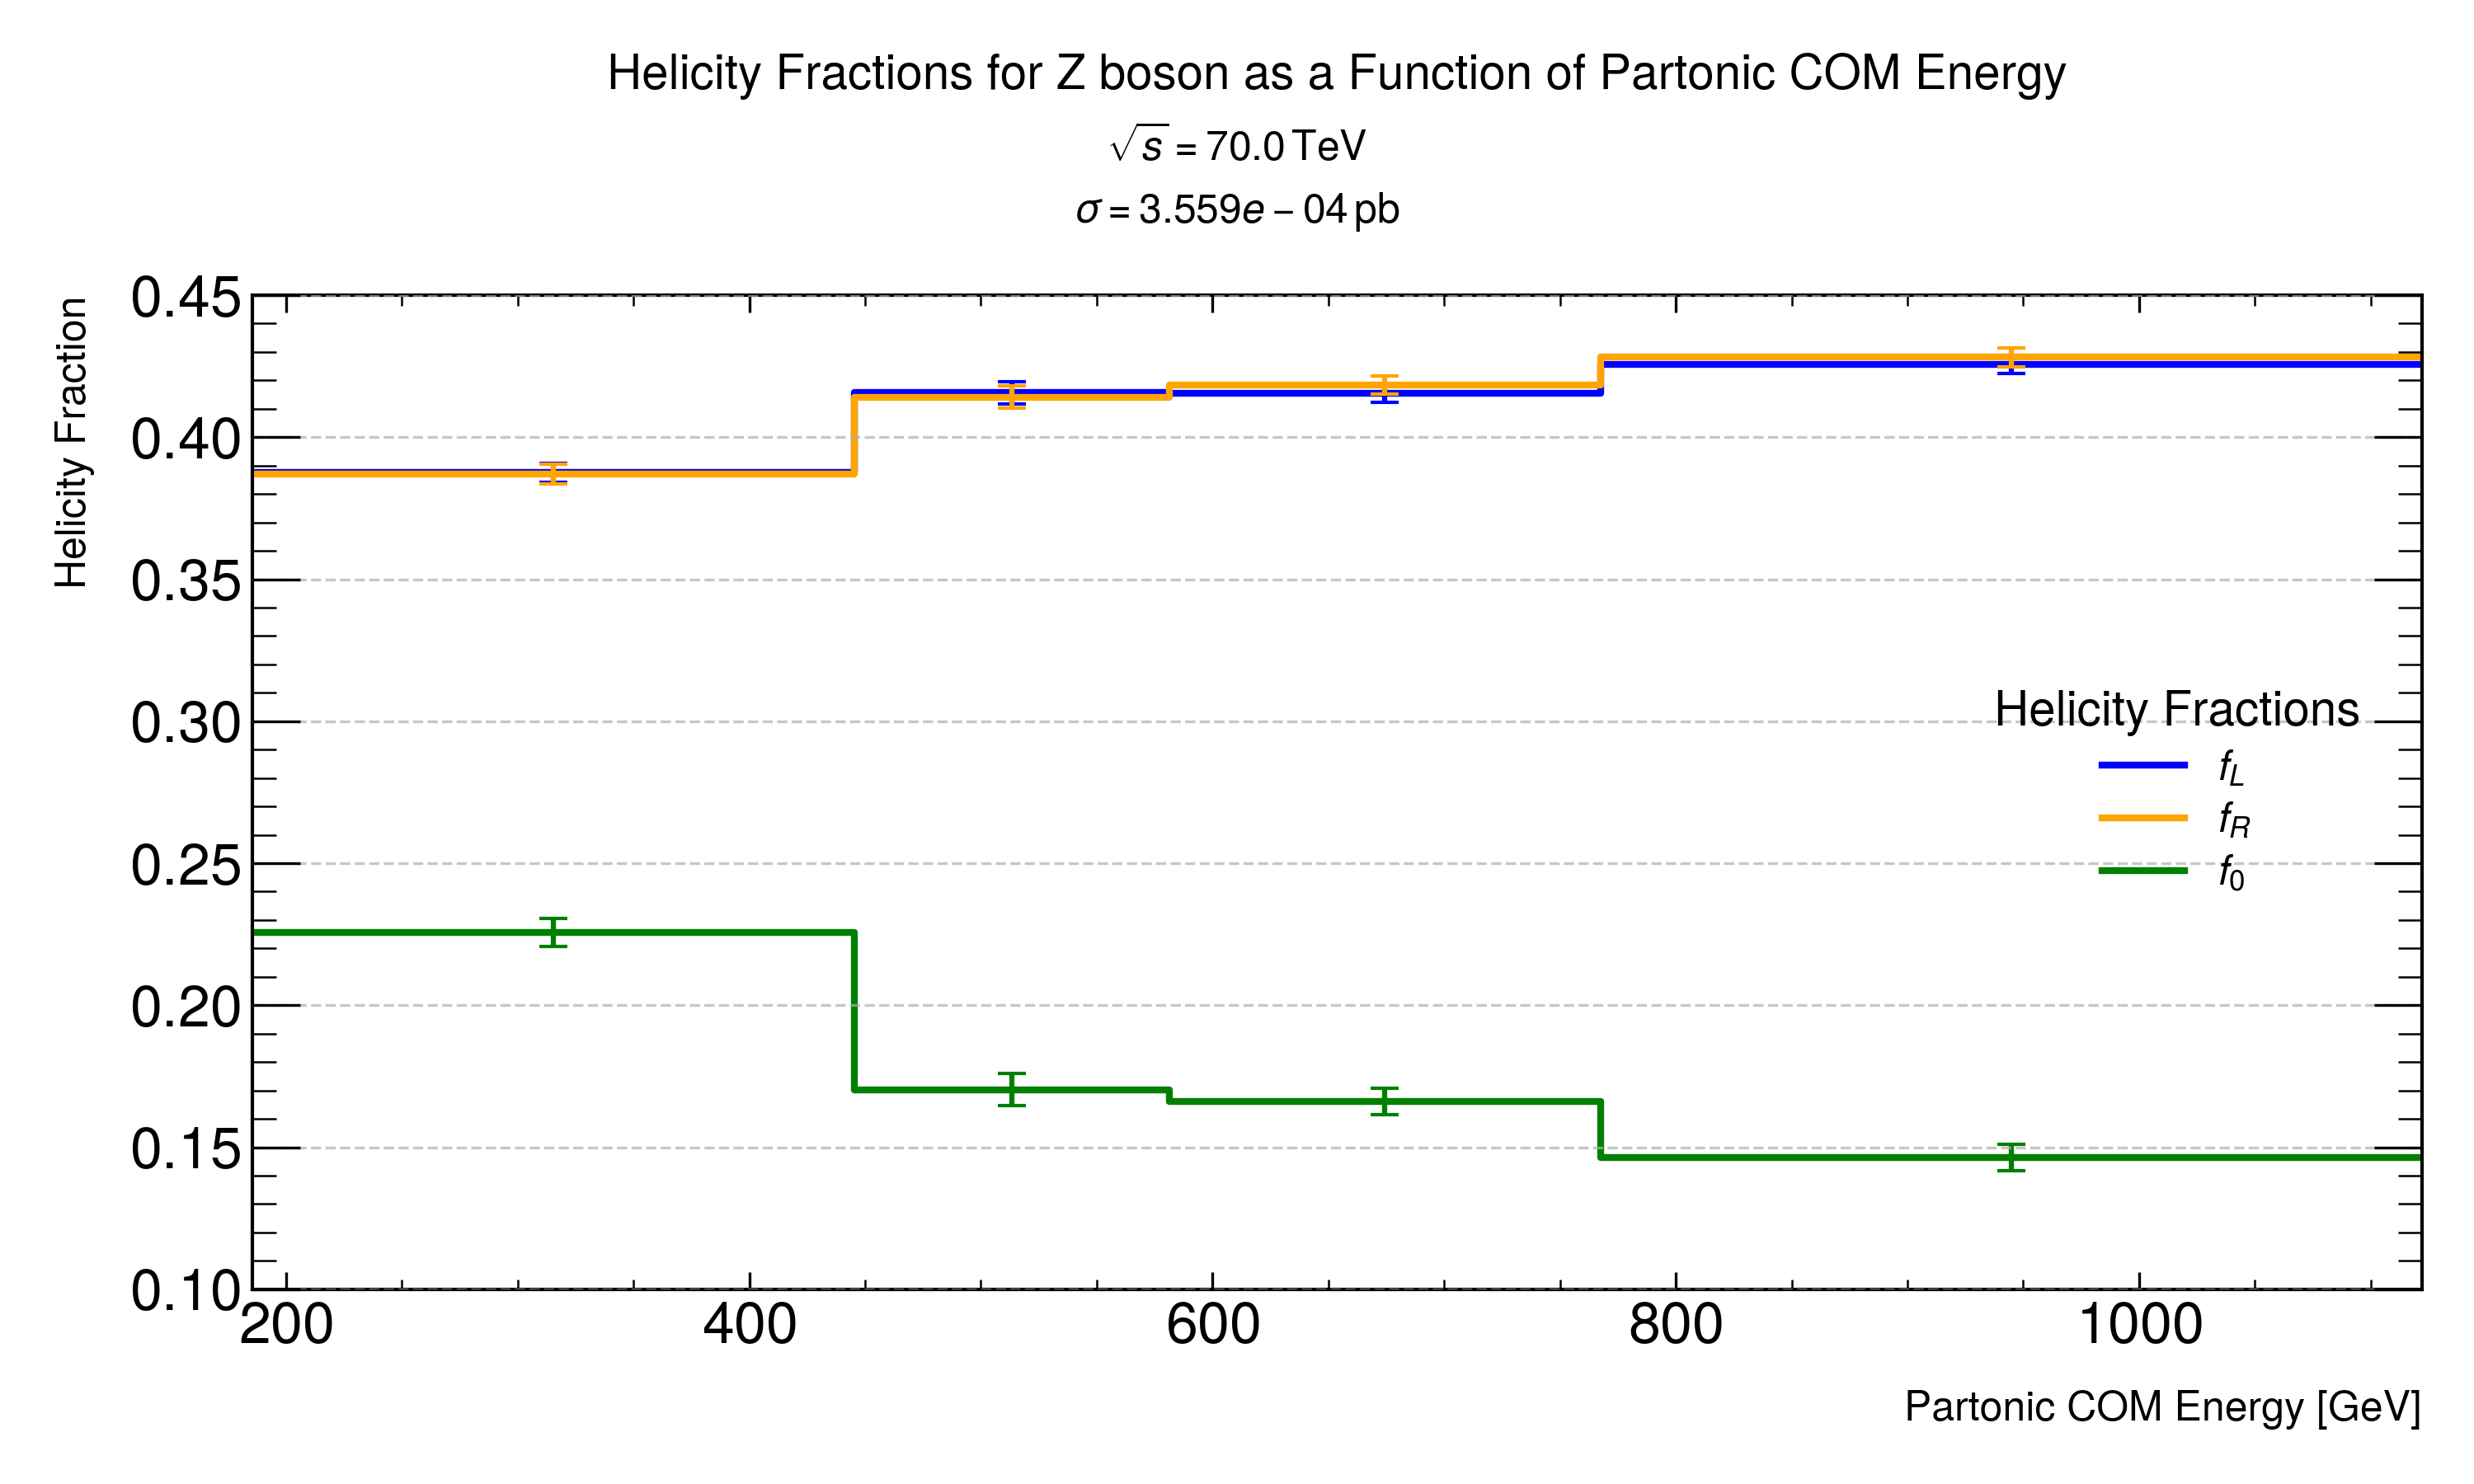 Helicity Fractions for Z boson as a Function of Partonic COM Energy
√s = 70.0 TeV
σ = 3.559e − 04 pb
Helicity Fraction
0.45
0.40
0.35
0.30
0.25
0.20
0.15
0.10
Helicity Fractions
f_L
f_R
f_0
200 400 600 800 1000
Partonic COM Energy [GeV]